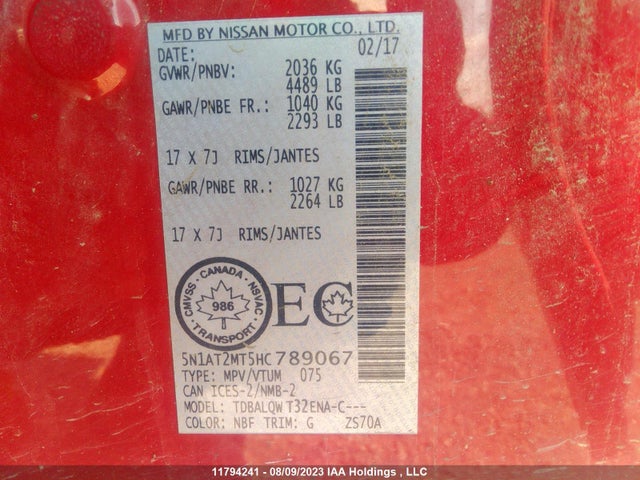 MFD BY NISSAN MOTOR CO., LTD.
DATE: 02/17
GVWR/PNBV: 2036 KG
4489 LB
GAWR/PNBE FR.: 1040 KG
2293 LB
17 X 7J RIMS/JANTES
GAWR/PNBE RR.: 1027 KG
2264 LB
17 X 7J RIMS/JANTES
CMVSS - CANADA - NSVAC
986
TRANSPORT
EC
5N1AT2MT5HC789067
TYPE: MPV/VTUM 075
CAN ICES-2/NMB-2
MODEL: TDBALQW T32ENA-C---
COLOR: NBF TRIM: G ZS70A
11794241 - 08/09/2023 IAA Holdings , LLC